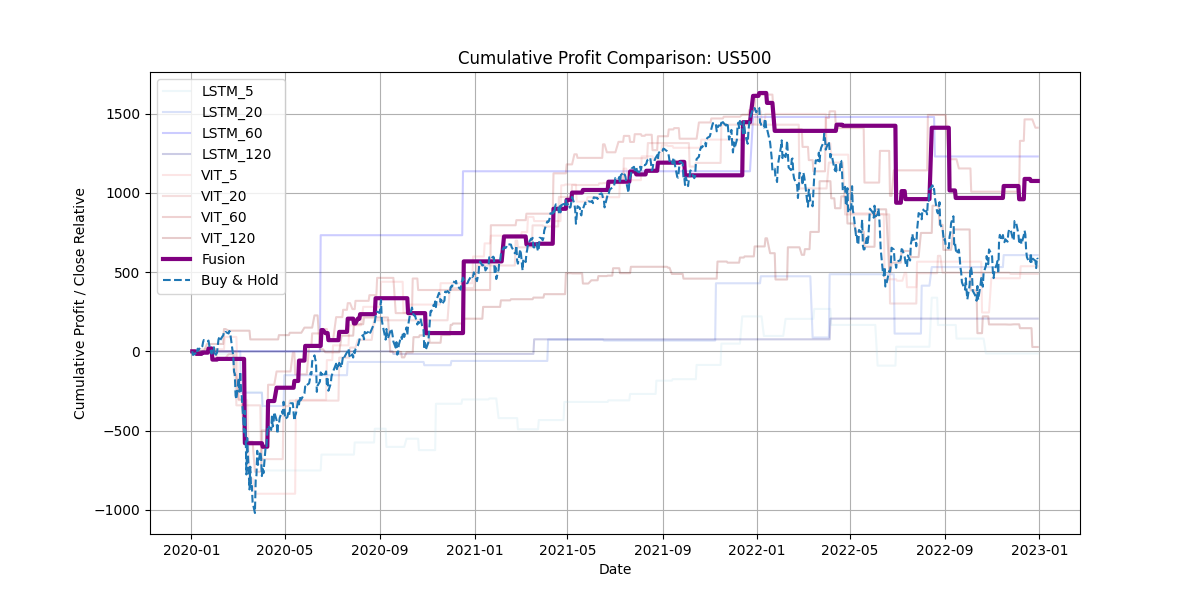 Cumulative Profit Comparison: US500
Cumulative Profit / Close Relative
1500
1000
500
0
−500
−1000
LSTM_5
LSTM_20
LSTM_60
LSTM_120
VIT_5
VIT_20
VIT_60
VIT_120
Fusion
Buy & Hold
2020-01 2020-05 2020-09 2021-01 2021-05 2021-09 2022-01 2022-05 2022-09 2023-01
Date